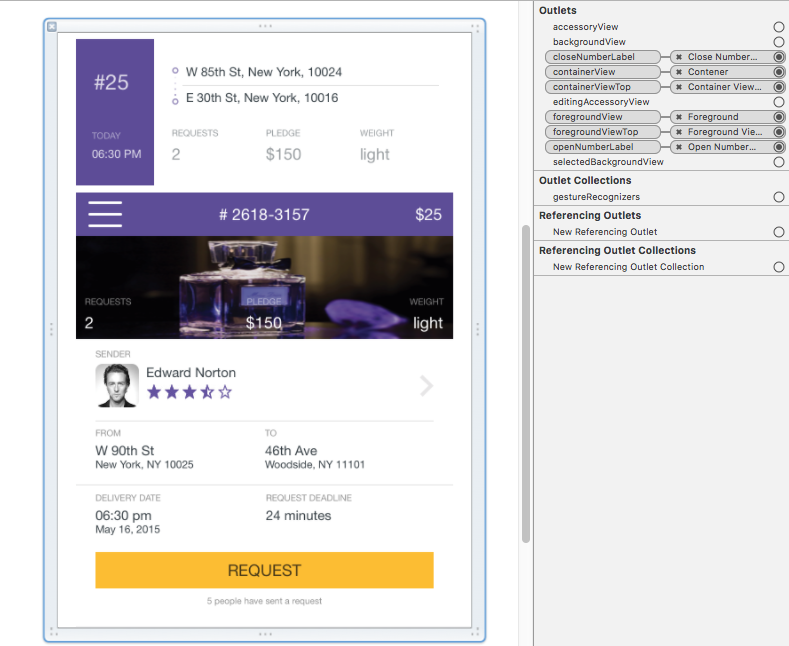 #25
TODAY
06:30 PM
W 85th St, New York, 10024
E 30th St, New York, 10016
REQUESTS PLEDGE WEIGHT
2 $150 light
# 2618-3157 $25
REQUESTS PLEDGE WEIGHT
2 $150 light
SENDER
Edward Norton
FROM TO
W 90th St 46th Ave
New York, NY 10025 Woodside, NY 11101
DELIVERY DATE REQUEST DEADLINE
06:30 pm 24 minutes
May 16, 2015
REQUEST
5 people have sent a request
Outlets
accessoryView
backgroundView
closeNumberLabel Close Number...
containerView Contener
containerViewTop Container View...
editingAccessoryView
foregroundView Foreground
foregroundViewTop Foreground Vie...
openNumberLabel Open Number...
selectedBackgroundView
Outlet Collections
gestureRecognizers
Referencing Outlets
New Referencing Outlet
Referencing Outlet Collections
New Referencing Outlet Collection